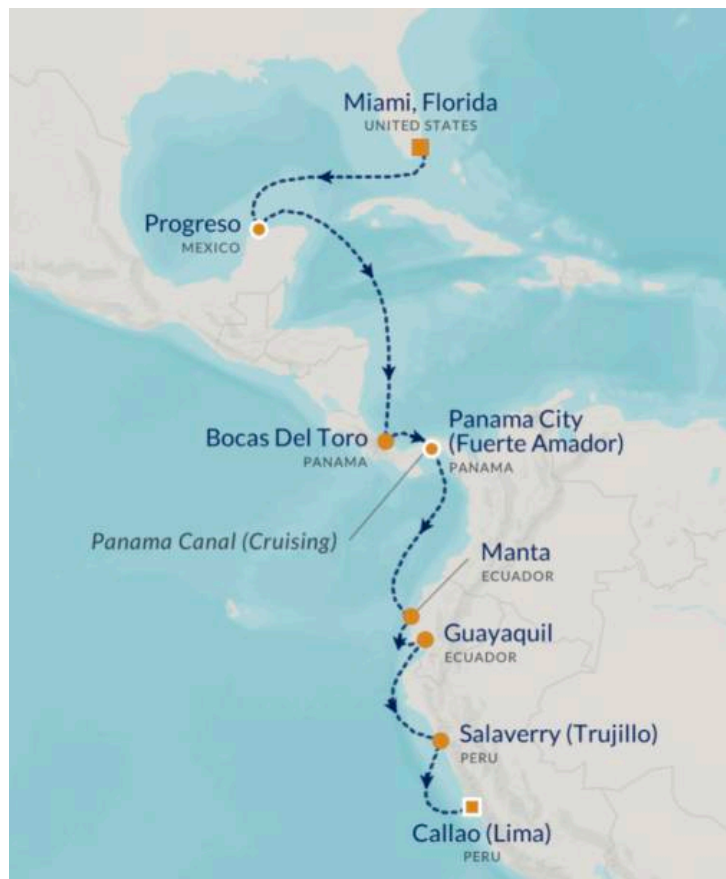 Miami, Florida
UNITED STATES
Progreso
MEXICO
Bocas Del Toro
PANAMA
Panama City
(Fuerte Amador)
PANAMA
Panama Canal (Cruising)
Manta
ECUADOR
Guayaquil
ECUADOR
Salaverry (Trujillo)
PERU
Callao (Lima)
PERU